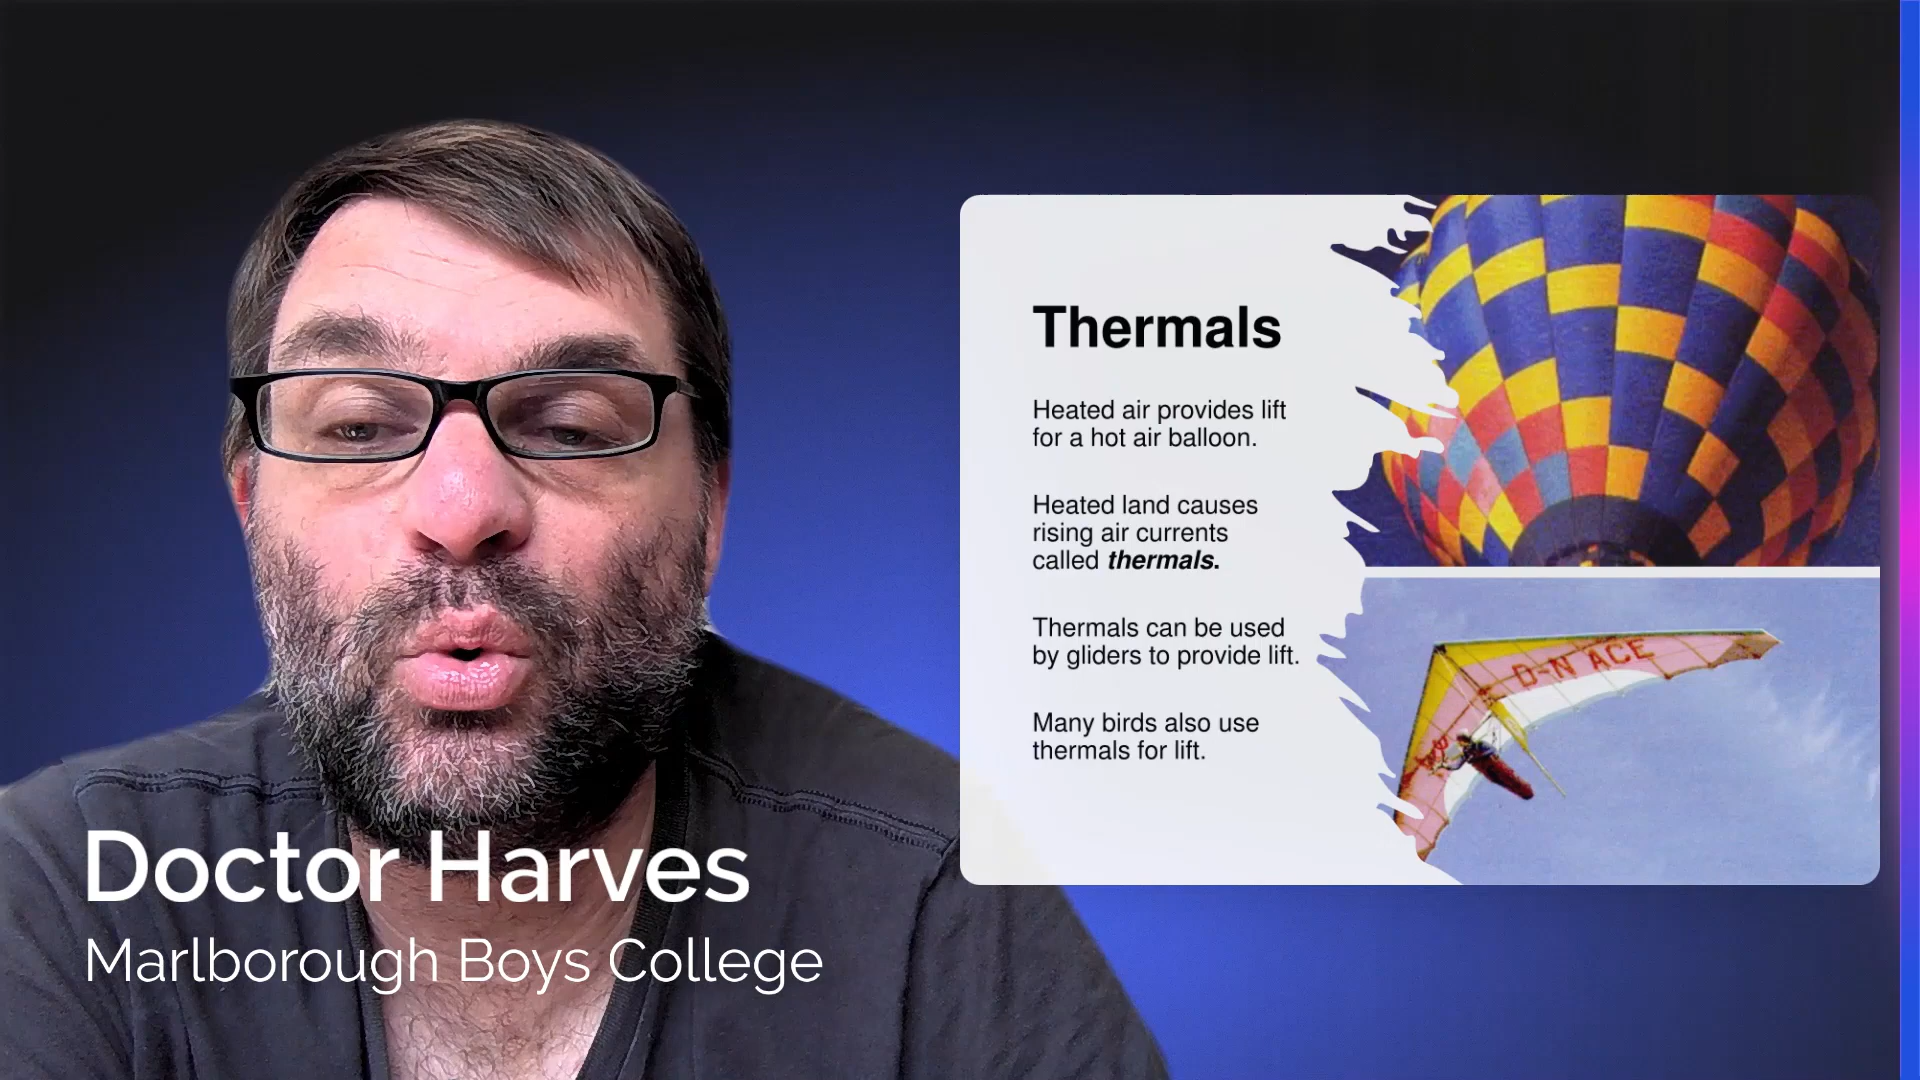 Thermals
Heated air provides lift
for a hot air balloon.
Heated land causes
rising air currents
called thermals.
Thermals can be used
by gliders to provide lift.
Many birds also use
thermals for lift.
D-N ACE
Doctor Harves
Marlborough Boys College